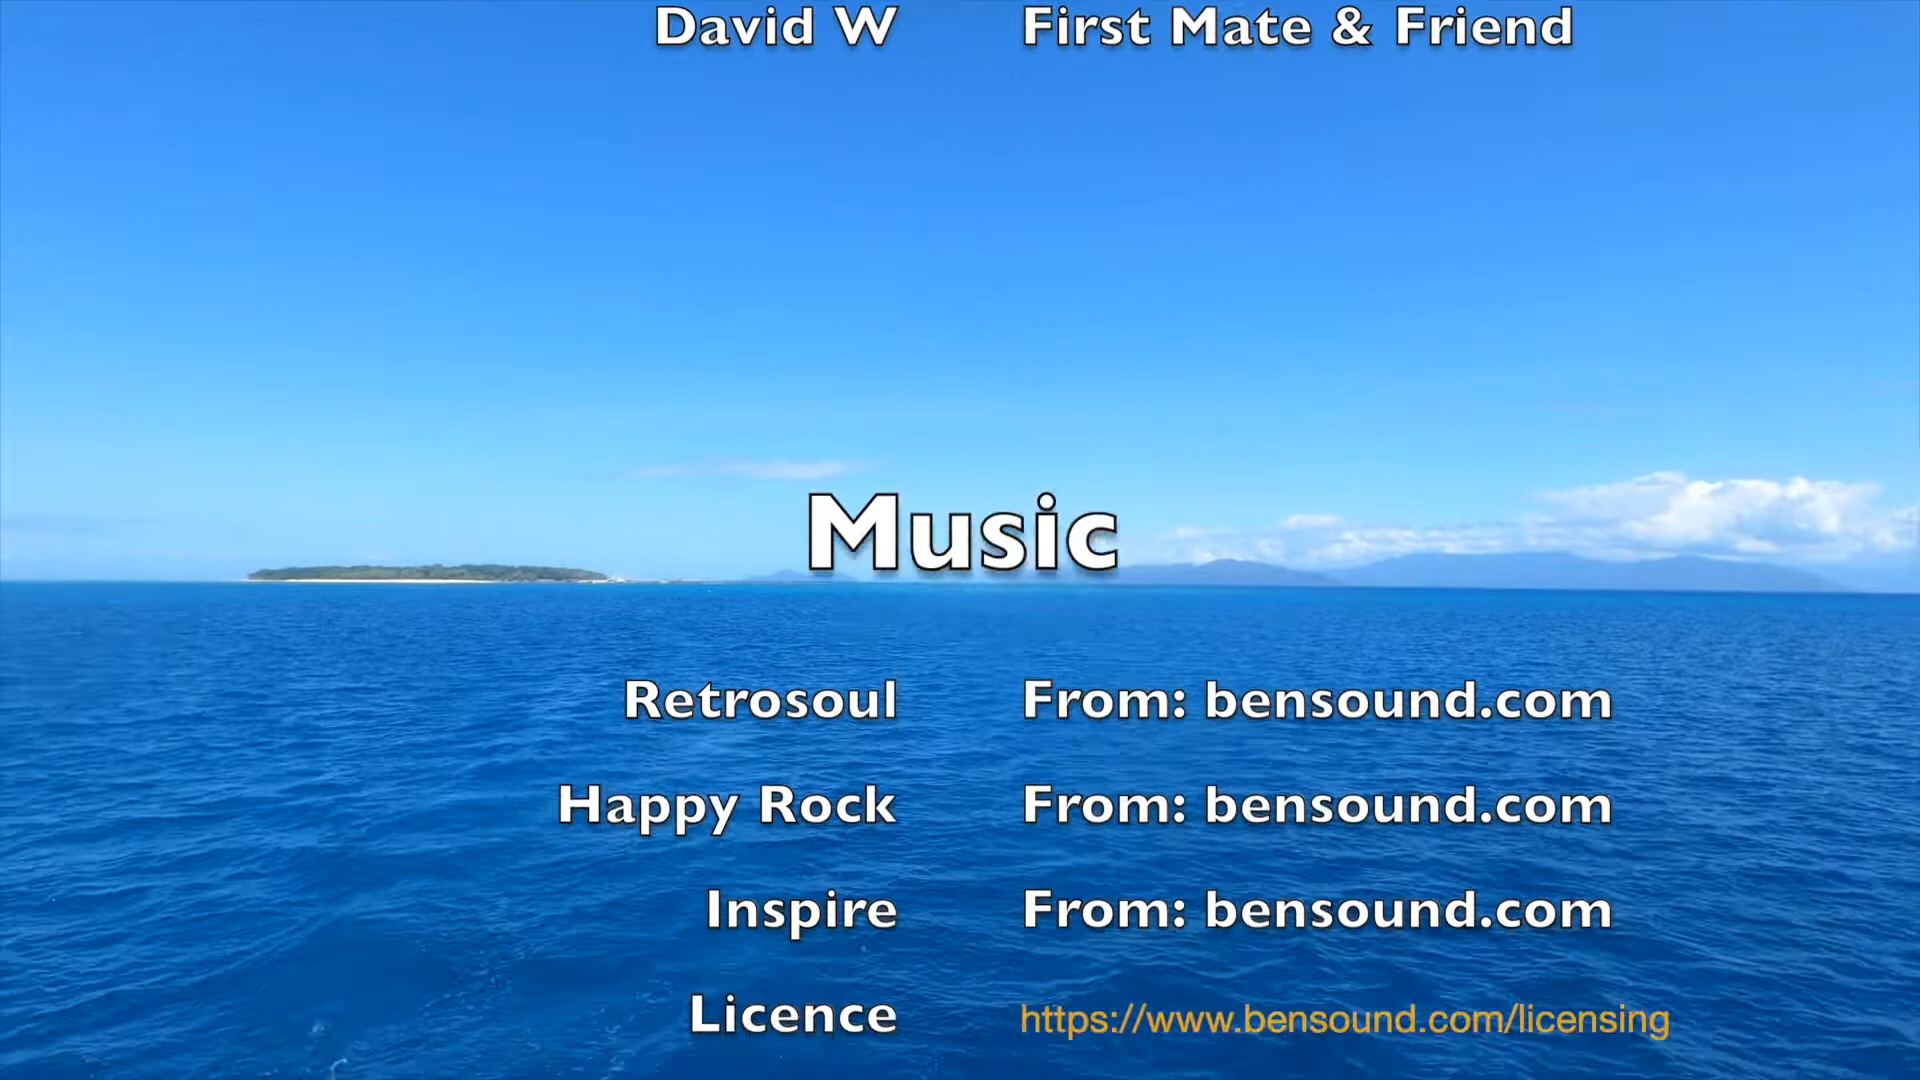 David W First Mate & Friend
Music
Retrosoul From: bensound.com
Happy Rock From: bensound.com
Inspire From: bensound.com
Licence https://www.bensound.com/licensing